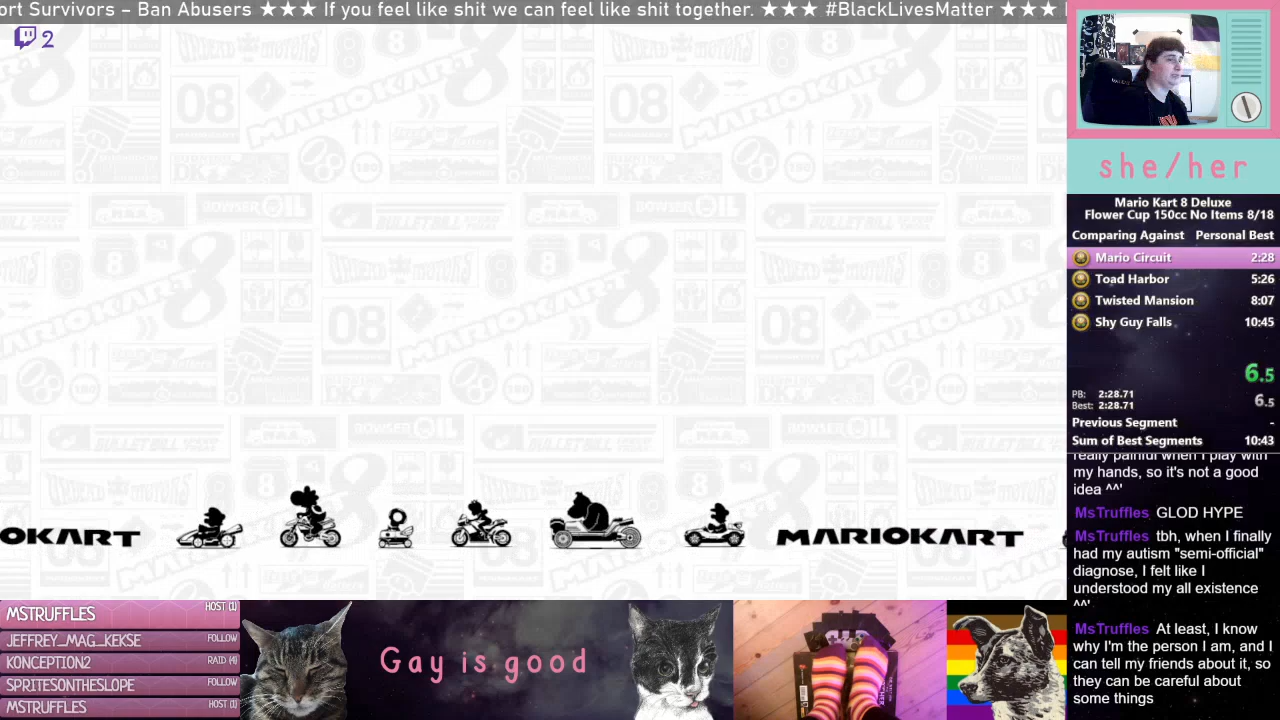 ort Survivors – Ban Abusers ★★★ If you feel like shit we can feel like shit together. ★★★ #BlackLivesMatter ★★★
2
she/her
Mario Kart 8 Deluxe
Flower Cup 150cc No Items 8/18
Comparing Against Personal Best
Mario Circuit 2:28
Toad Harbor 5:26
Twisted Mansion 8:07
Shy Guy Falls 10:45
6.5
PB: 2:28.71
Best: 2:28.71
6.5
Previous Segment -
Sum of Best Segments 10:43
really painful when I play with
my hands, so it's not a good
idea ^^'
MsTruffles GLOD HYPE
MsTruffles tbh, when I finally
had my autism "semi-official"
diagnose, I felt like I
understood my all existence
^^'
MsTruffles At least, I know
why I'm the person I am, and I
can tell my friends about it, so
they can be careful about
some things
OKART
MARIOKART
MSTRUFFLES HOST (1)
JEFFREY_MAG_KEKSE FOLLOW
KONCEPTION2 RAID (4)
SPRITESONTHESLOPE FOLLOW
MSTRUFFLES HOST (1)
Gay is good
MARIOKART 8
08
BOWSER OIL
BULLET BILL